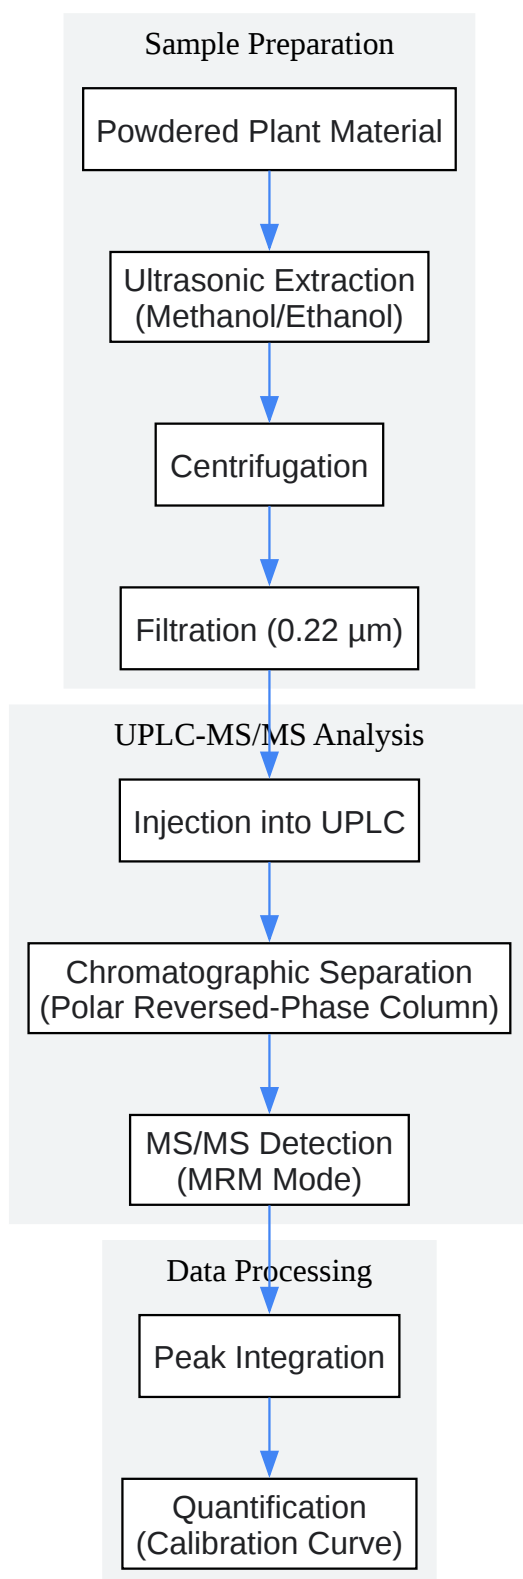 Sample Preparation
Powdered Plant Material
Ultrasonic Extraction
(Methanol/Ethanol)
Centrifugation
Filtration (0.22 µm)
UPLC-MS/MS Analysis
Injection into UPLC
Chromatographic Separation
(Polar Reversed-Phase Column)
MS/MS Detection
(MRM Mode)
Data Processing
Peak Integration
Quantification
(Calibration Curve)